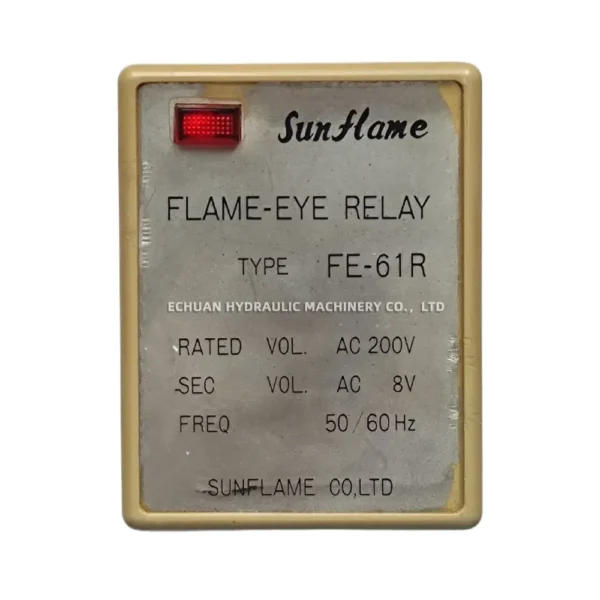 Sunflame
FLAME-EYE RELAY
TYPE FE-61R
ECHUAN HYDRAULIC MACHINERY CO., LTD
RATED VOL. AC 200V
SEC VOL. AC 8V
FREQ 50/60Hz
SUNFLAME CO,LTD